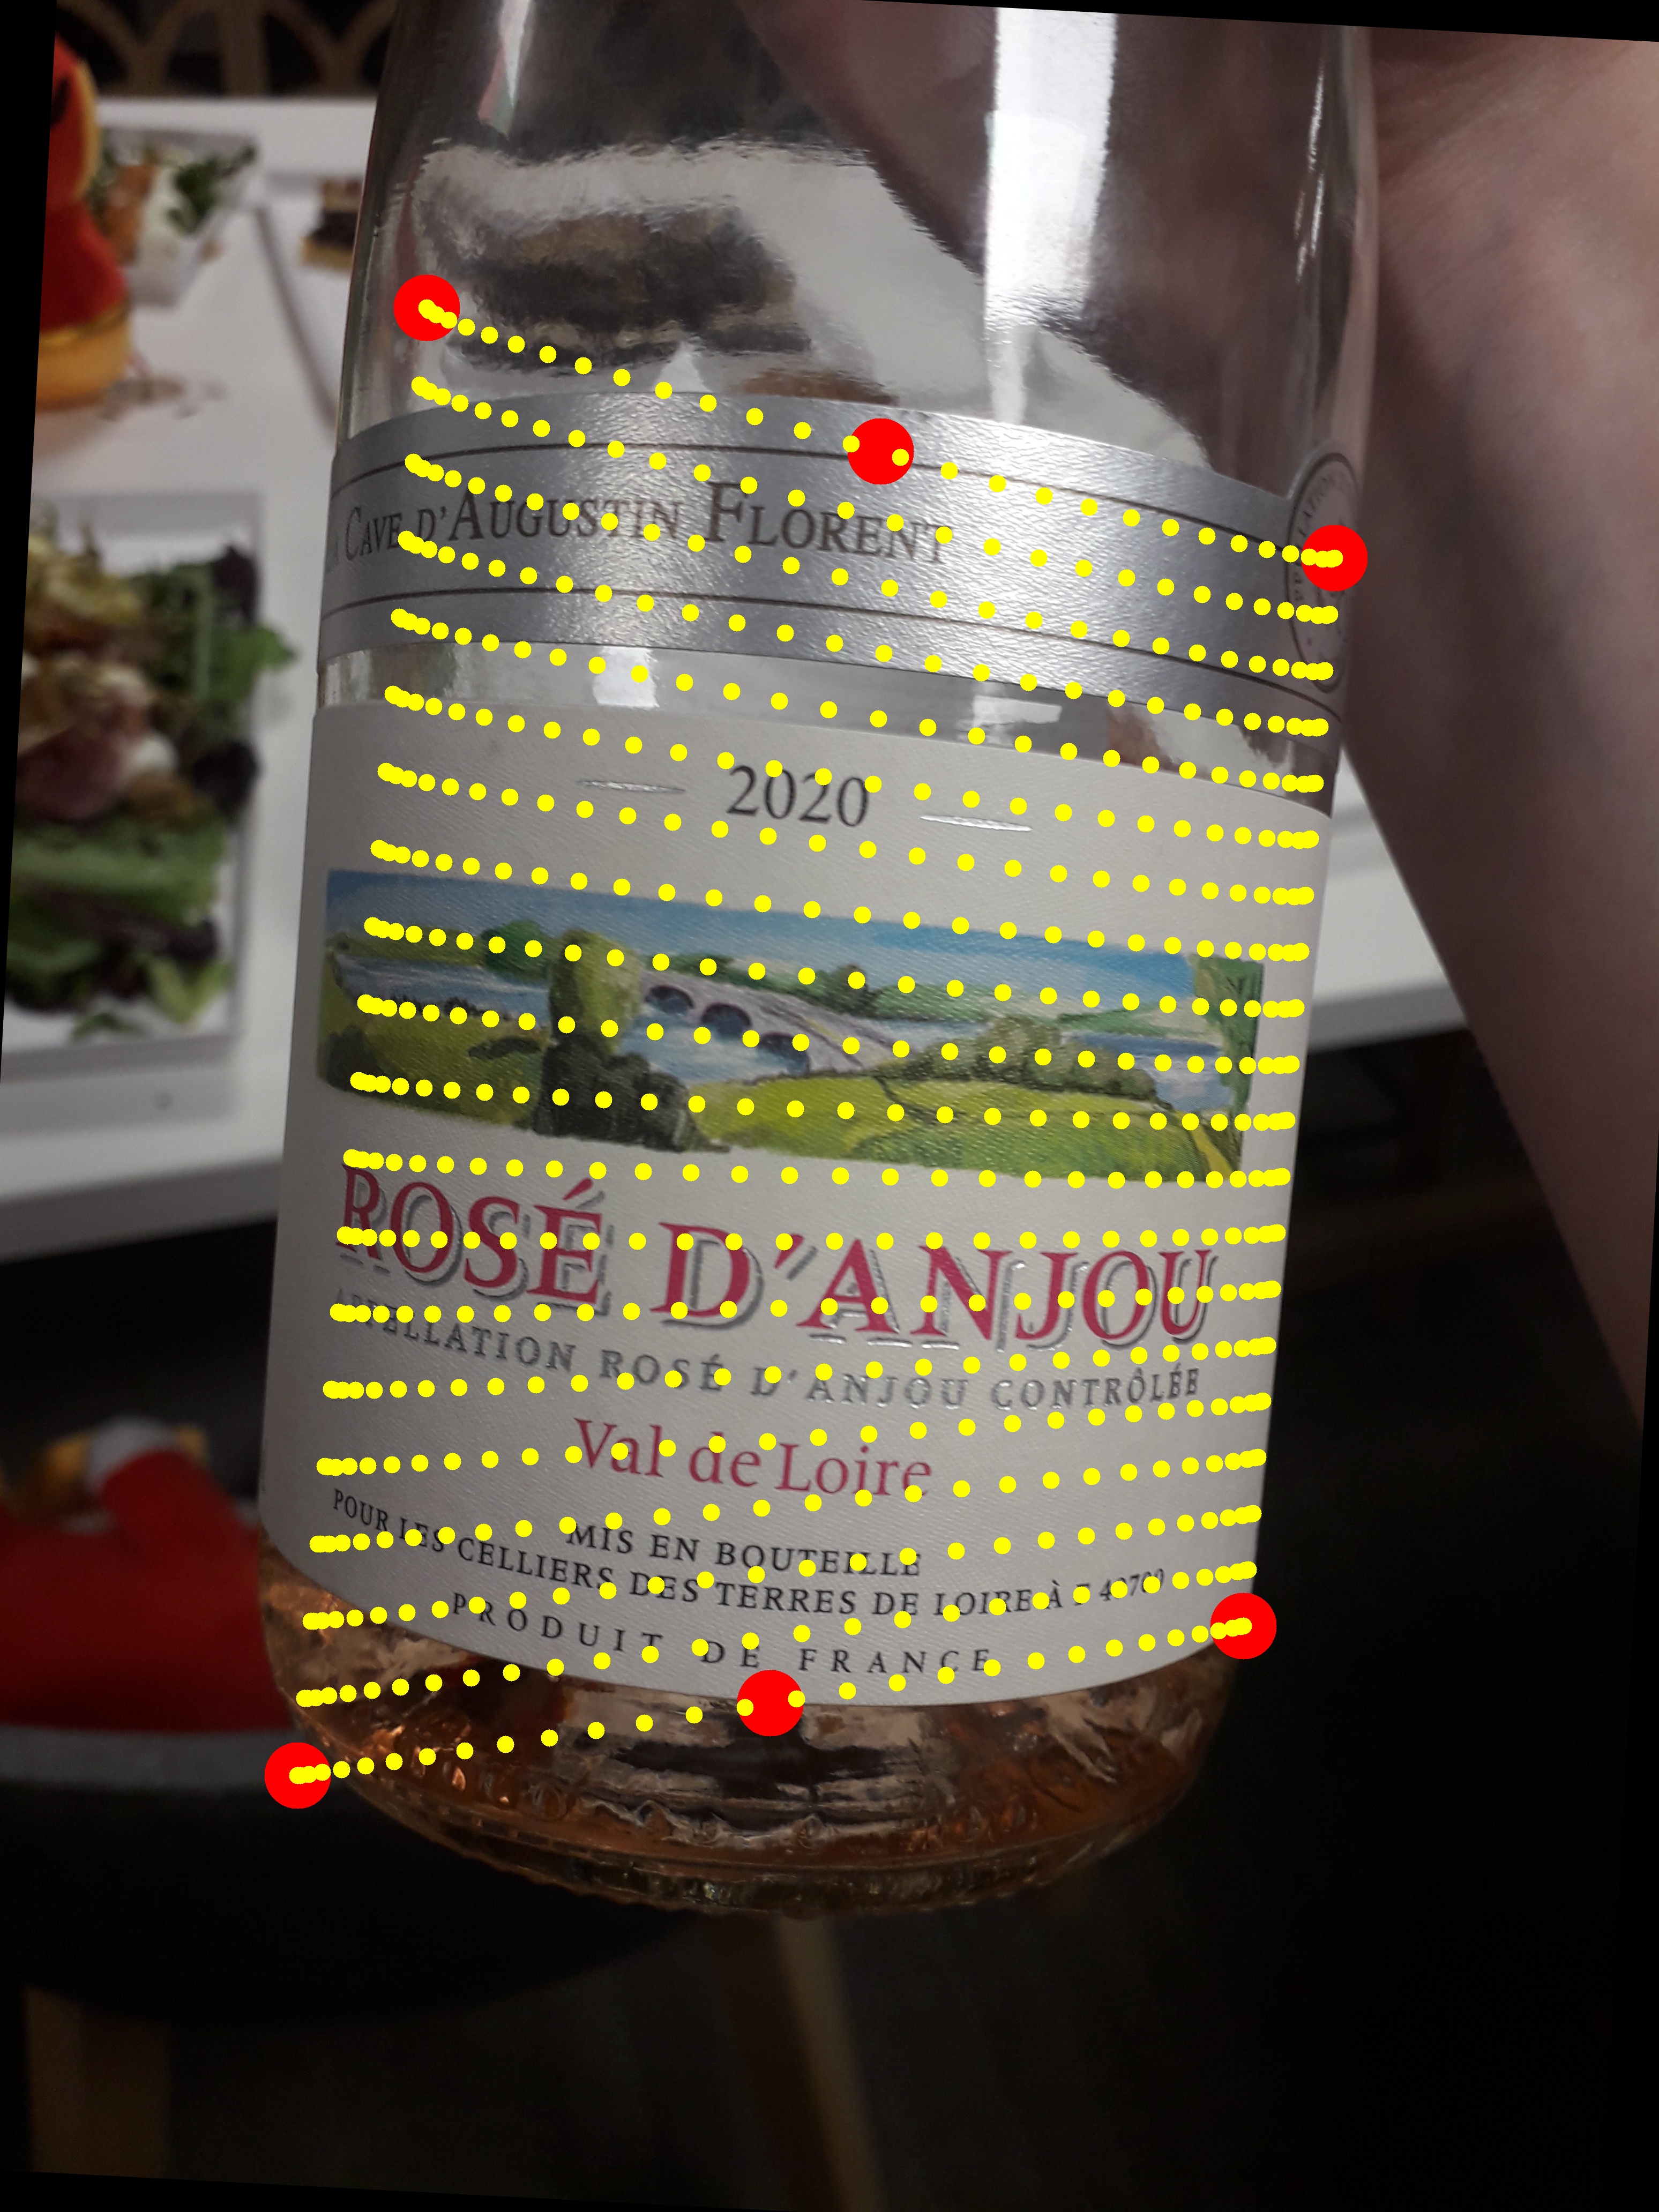 CAVE D'AUGUSTIN FLORENT
2020
ROSÉ D'ANJOU
APPELLATION ROSÉ D'ANJOU CONTRÔLÉE
Val de Loire
MIS EN BOUTEILLE
POUR LES CELLIERS DES TERRES DE LOIRE À
PRODUIT DE FRANCE